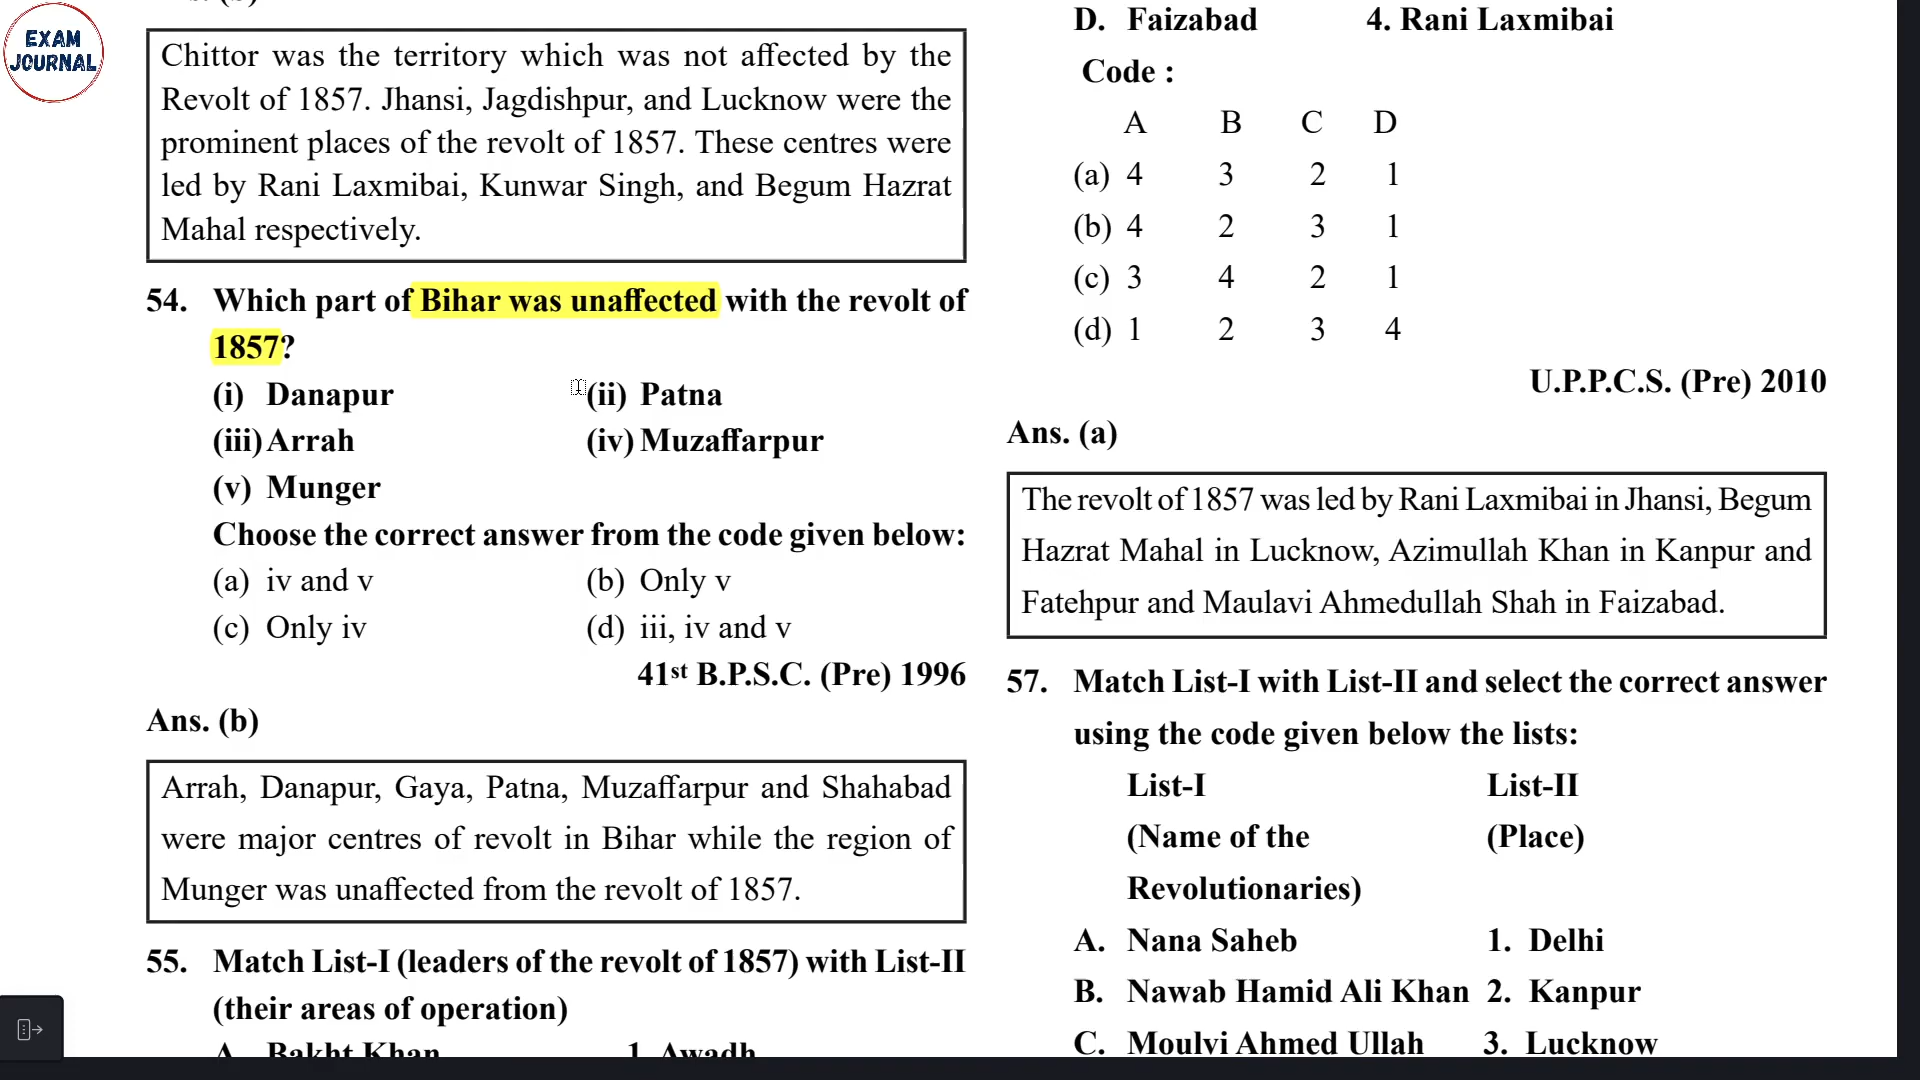 EXAM
JOURNAL
Chittor was the territory which was not affected by the
Revolt of 1857. Jhansi, Jagdishpur, and Lucknow were the
prominent places of the revolt of 1857. These centres were
led by Rani Laxmibai, Kunwar Singh, and Begum Hazrat
Mahal respectively.
54. Which part of Bihar was unaffected with the revolt of
1857?
(i) Danapur (ii) Patna
(iii) Arrah (iv) Muzaffarpur
(v) Munger
Choose the correct answer from the code given below:
(a) iv and v (b) Only v
(c) Only iv (d) iii, iv and v
41st B.P.S.C. (Pre) 1996
Ans. (b)
Arrah, Danapur, Gaya, Patna, Muzaffarpur and Shahabad
were major centres of revolt in Bihar while the region of
Munger was unaffected from the revolt of 1857.
55. Match List-I (leaders of the revolt of 1857) with List-II
(their areas of operation)
A. Bakht Khan 1. Awadh
D. Faizabad 4. Rani Laxmibai
Code :
A B C D
(a) 4 3 2 1
(b) 4 2 3 1
(c) 3 4 2 1
(d) 1 2 3 4
U.P.P.C.S. (Pre) 2010
Ans. (a)
The revolt of 1857 was led by Rani Laxmibai in Jhansi, Begum
Hazrat Mahal in Lucknow, Azimullah Khan in Kanpur and
Fatehpur and Maulavi Ahmedullah Shah in Faizabad.
57. Match List-I with List-II and select the correct answer
using the code given below the lists:
List-I List-II
(Name of the (Place)
Revolutionaries)
A. Nana Saheb 1. Delhi
B. Nawab Hamid Ali Khan 2. Kanpur
C. Moulvi Ahmed Ullah 3. Lucknow